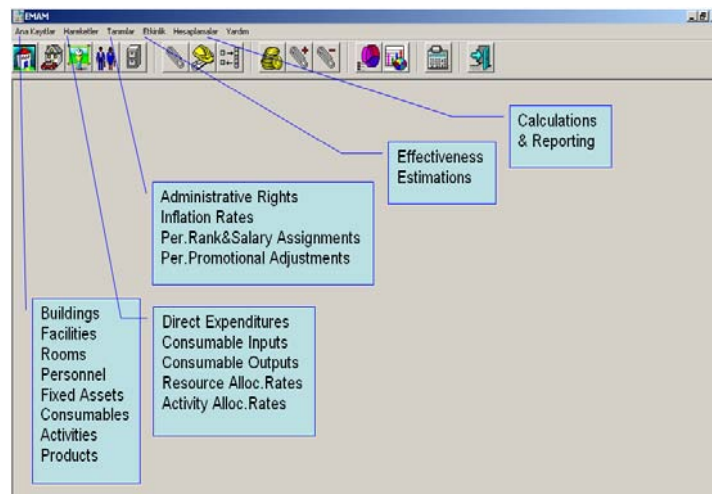 EMAM
Ana Kayıtlar Hareketler Tanımlar Etkinlik Hesaplamalar Yardım
Calculations
& Reporting
Effectiveness
Estimations
Administrative Rights
Inflation Rates
Per.Rank&Salary Assignments
Per.Promotional Adjustments
Buildings
Facilities
Rooms
Personnel
Fixed Assets
Consumables
Activities
Products
Direct Expenditures
Consumable Inputs
Consumable Outputs
Resource Alloc.Rates
Activity Alloc.Rates